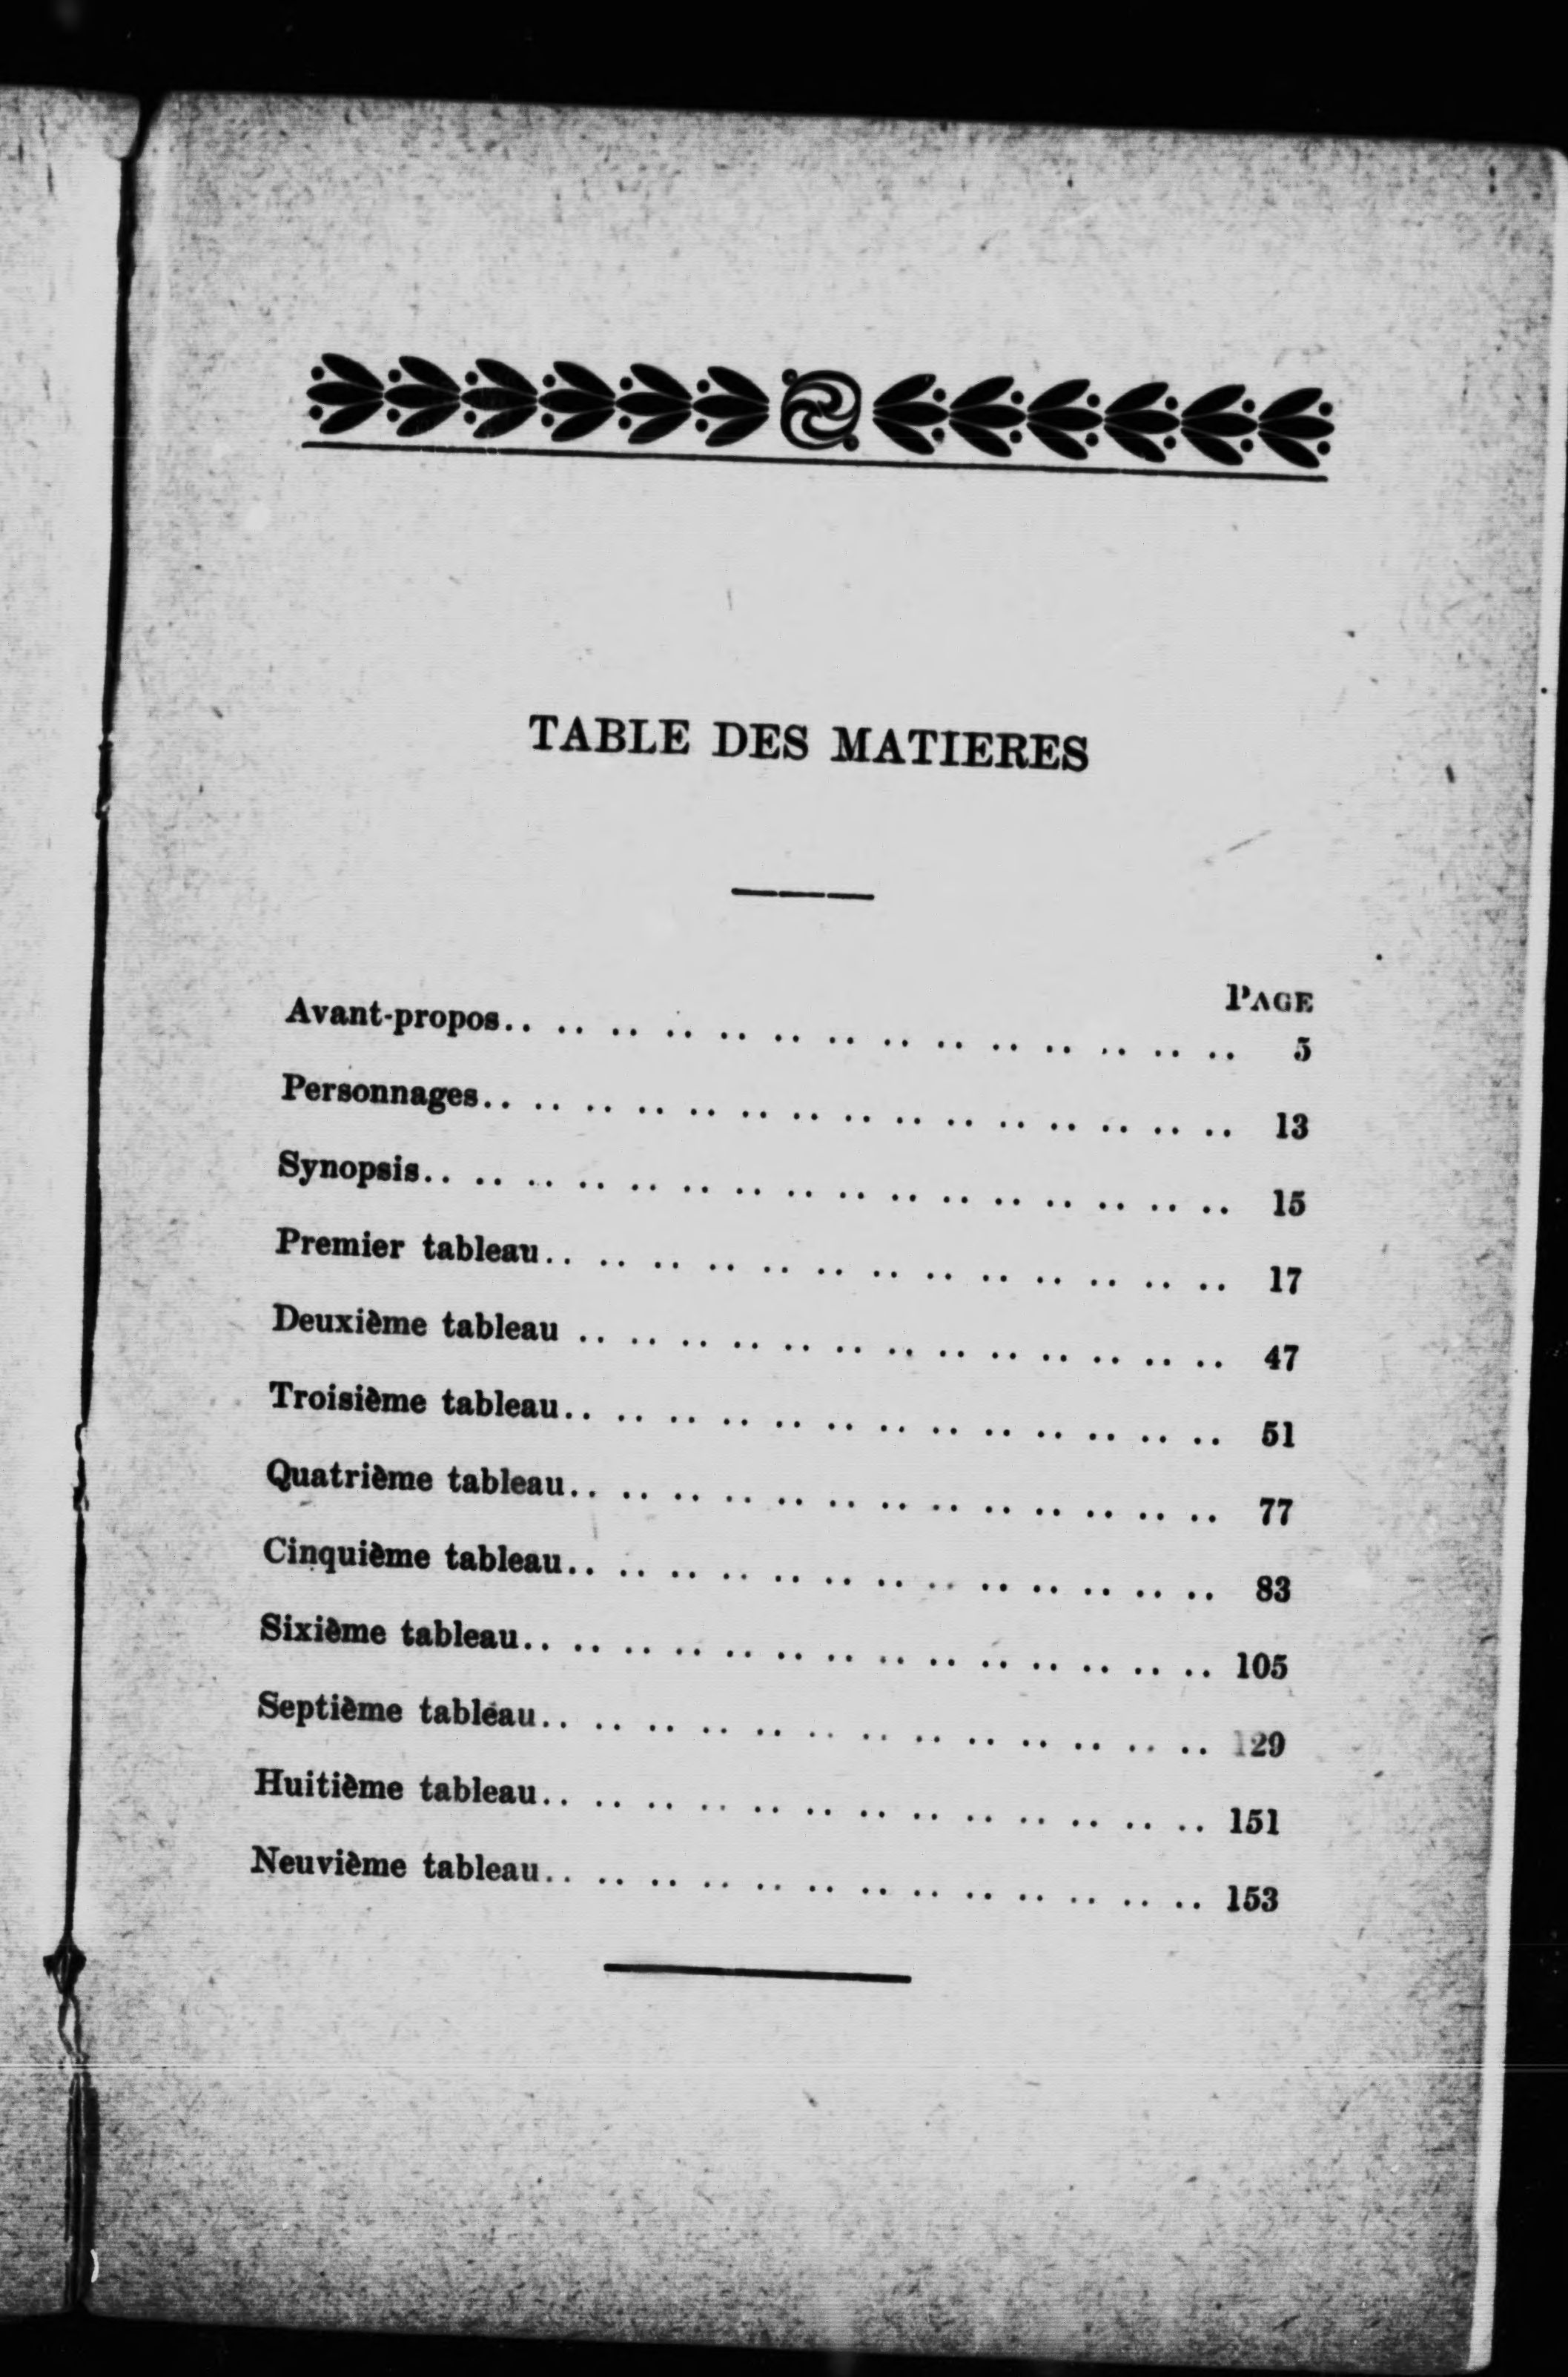 TABLE DES MATIERES
PAGE
Avant-propos.. .. .. .. .. .. .. .. .. .. .. .. .. .. 5
Personnages.. .. .. .. .. .. .. .. .. .. .. .. .. .. .. 13
Synopsis.. .. .. .. .. .. .. .. .. .. .. .. .. .. .. .. 15
Premier tableau.. .. .. .. .. .. .. .. .. .. .. .. .. 17
Deuxième tableau .. .. .. .. .. .. .. .. .. .. .. .. .. 47
Troisième tableau.. .. .. .. .. .. .. .. .. .. .. .. .. 51
Quatrième tableau.. .. .. .. .. .. .. .. .. .. .. .. .. 77
Cinquième tableau.. .. .. .. .. .. .. .. .. .. .. .. .. 83
Sixième tableau.. .. .. .. .. .. .. .. .. .. .. .. .. .. 105
Septième tableau.. .. .. .. .. .. .. .. .. .. .. .. .. 129
Huitième tableau.. .. .. .. .. .. .. .. .. .. .. .. .. 151
Neuvième tableau.. .. .. .. .. .. .. .. .. .. .. .. .. 153